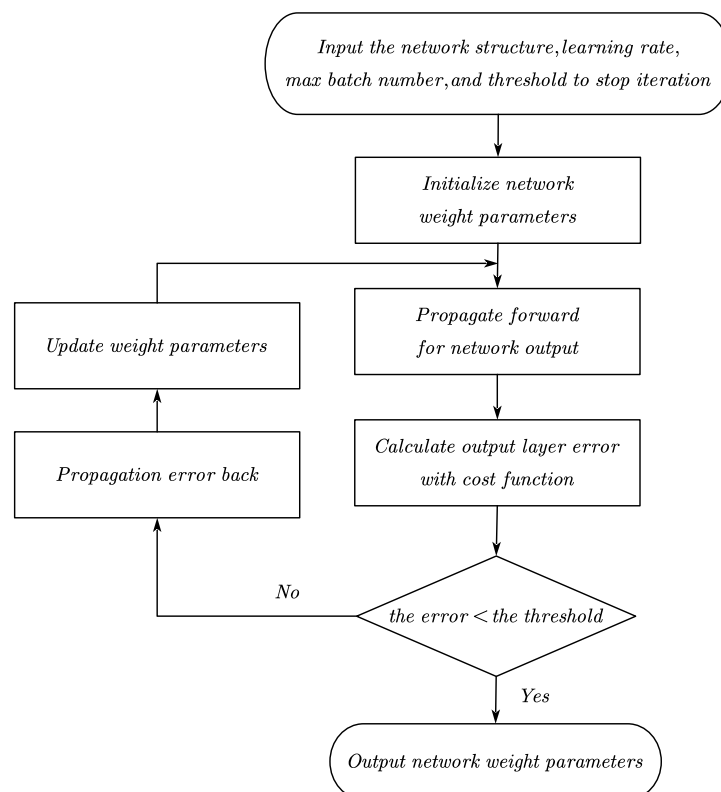 Input the network structure, learning rate,
max batch number, and threshold to stop iteration
Initialize network
weight parameters
Propagate forward
for network output
Update weight parameters
Calculate output layer error
with cost function
Propagation error back
No
the error < the threshold
Yes
Output network weight parameters